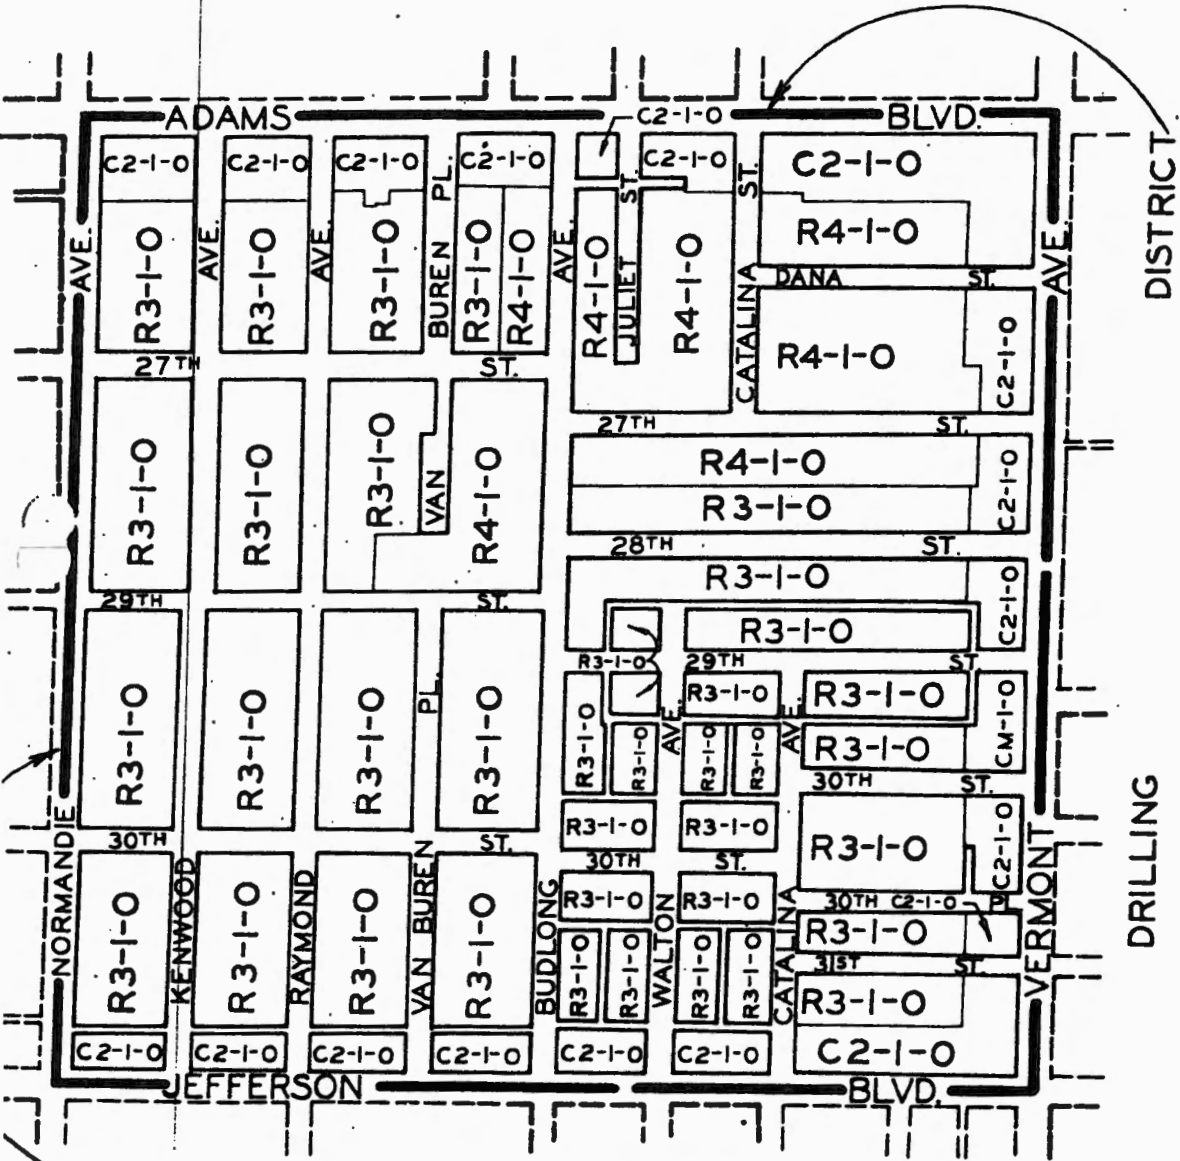 ADAMS BLVD.
C2-1-0
C2-1-0 C2-1-0 C2-1-0 C2-1-0 C2-1-0 C2-1-0
DISTRICT
AVE. AVE. AVE. BUREN PL. AVE. JULIET ST. CATALINA ST. AVE.
R3-1-0 R3-1-0 R3-1-0 R3-1-0 R4-1-0 R4-1-0 R4-1-0 R4-1-0
DANA ST.
R4-1-0 C2-1-0
27TH ST.
27TH ST.
R3-1-0 R3-1-0 R3-1-0 VAN R4-1-0
R4-1-0 C2-1-0
R3-1-0
28TH ST.
R3-1-0 C2-1-0
29TH ST.
R3-1-0
R3-1-0 29TH ST.
R3-1-0 R3-1-0 R3-1-0 PL. R3-1-0
R3-1-0 R3-1-0 AVE. R3-1-0 R3-1-0 R3-1-0 AVE. R3-1-0 CM-1-0
R3-1-0
30TH ST.
R3-1-0 R3-1-0
30TH ST.
30TH ST.
R3-1-0 C2-1-0
DRILLING
NORMANDIE KENWOOD RAYMOND VAN BUREN BUDLONG WALTON CATALINA VERMONT
R3-1-0 R3-1-0 R3-1-0 R3-1-0
R3-1-0 R3-1-0
30TH C2-1-0 PL.
R3-1-0
R3-1-0 R3-1-0 R3-1-0 R3-1-0
31ST ST.
R3-1-0
C2-1-0 C2-1-0 C2-1-0 C2-1-0 C2-1-0 C2-1-0 C2-1-0
JEFFERSON BLVD.